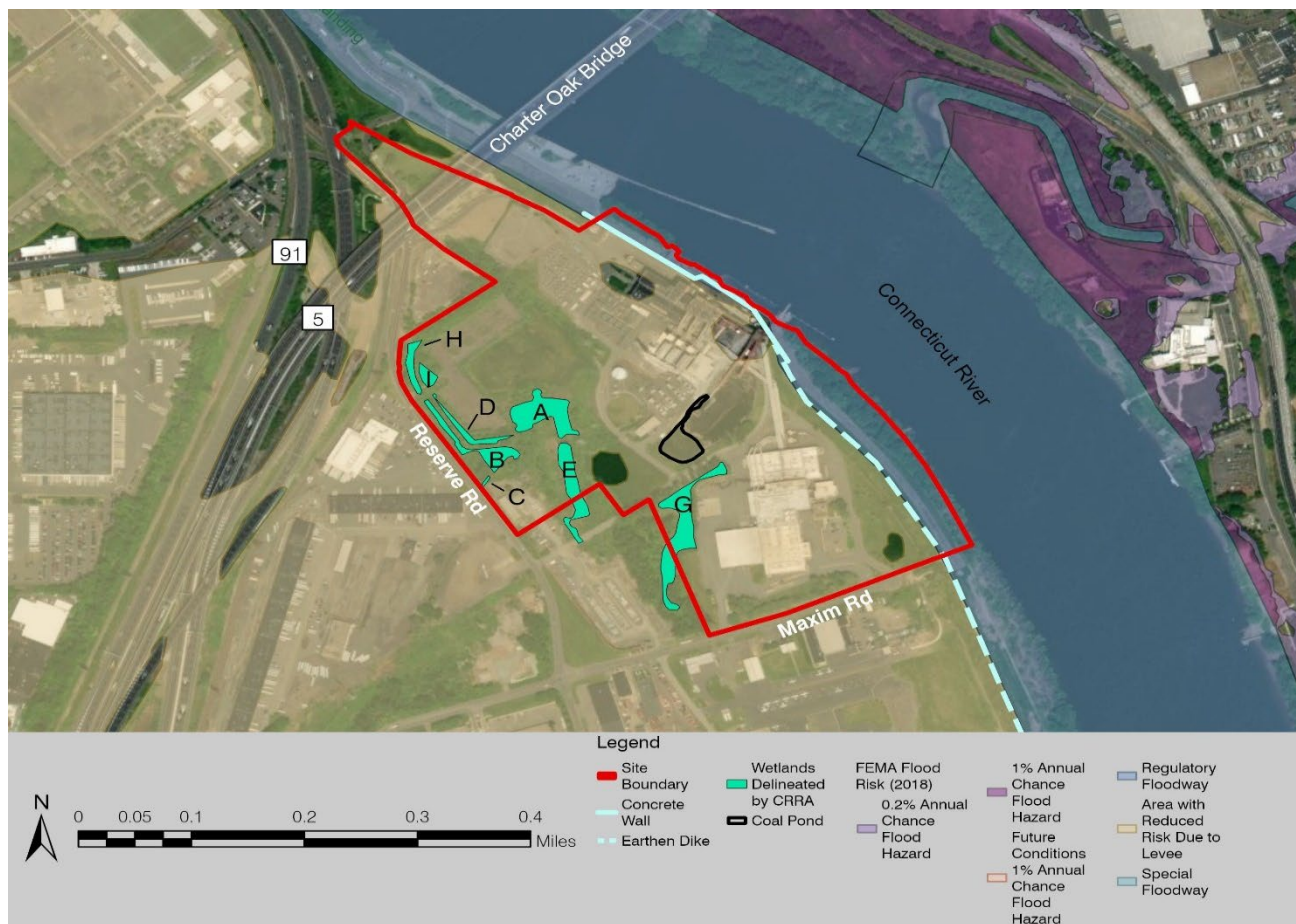 anding
Charter Oak Bridge
91
5
Connecticut River
H
I
D
A
B
E
C
G
Reserve Rd
Maxim Rd
Legend
Site
Boundary
Concrete
Wall
Earthen Dike
Wetlands
Delineated
by CRRA
Coal Pond
FEMA Flood
Risk (2018)
0.2% Annual
Chance
Flood
Hazard
1% Annual
Chance
Flood
Hazard
Future
Conditions
1% Annual
Chance
Flood
Hazard
Regulatory
Floodway
Area with
Reduced
Risk Due to
Levee
Special
Floodway
N
0 0.05 0.1 0.2 0.3 0.4
Miles